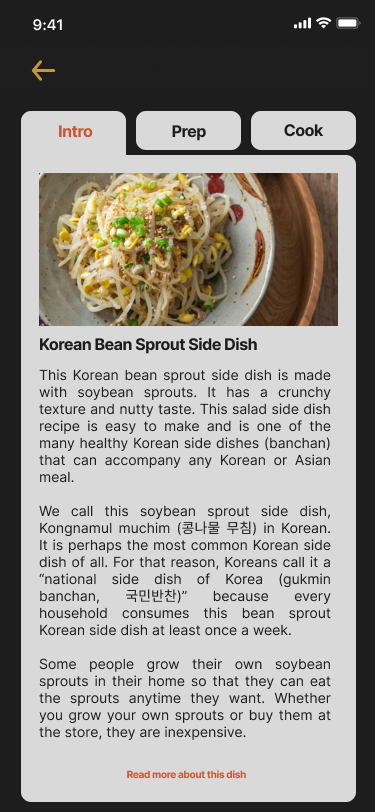 9:41
Intro
Prep
Cook
Korean Bean Sprout Side Dish
This Korean bean sprout side dish is made
with soybean sprouts. It has a crunchy
texture and nutty taste. This salad side dish
recipe is easy to make and is one of the
many healthy Korean side dishes (banchan)
that can accompany any Korean or Asian
meal.
We call this soybean sprout side dish,
Kongnamul muchim (콩나물 무침) in Korean.
It is perhaps the most common Korean side
dish of all. For that reason, Koreans call it a
“national side dish of Korea (gukmin
banchan, 국민반찬)” because every
household consumes this bean sprout
Korean side dish at least once a week.
Some people grow their own soybean
sprouts in their home so that they can eat
the sprouts anytime they want. Whether
you grow your own sprouts or buy them at
the store, they are inexpensive.
Read more about this dish